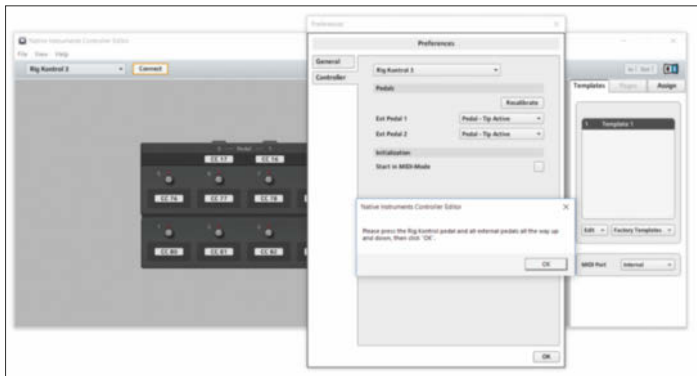 Preferences
Native Instruments Controller Editor
File View Help
Rig Kontrol 3
Connect
Preferences
General
Controller
Rig Kontrol 3
Pedals
Recalibrate
Ext Pedal 1
Pedal - Tip Active
Ext Pedal 2
Pedal - Tip Active
Initialization
Start in MIDI-Mode
Native Instruments Controller Editor
Please press the Rig Kontrol pedal and all external pedals all the way up
and down, then click 'OK'.
OK
OK
Pedal
CC 17
CC 16
CC 76
CC 77
CC 78
CC 80
CC 81
CC 82
Templates
Pages
Assign
1 Template 1
Edit
Factory Templates
MIDI Port
Internal